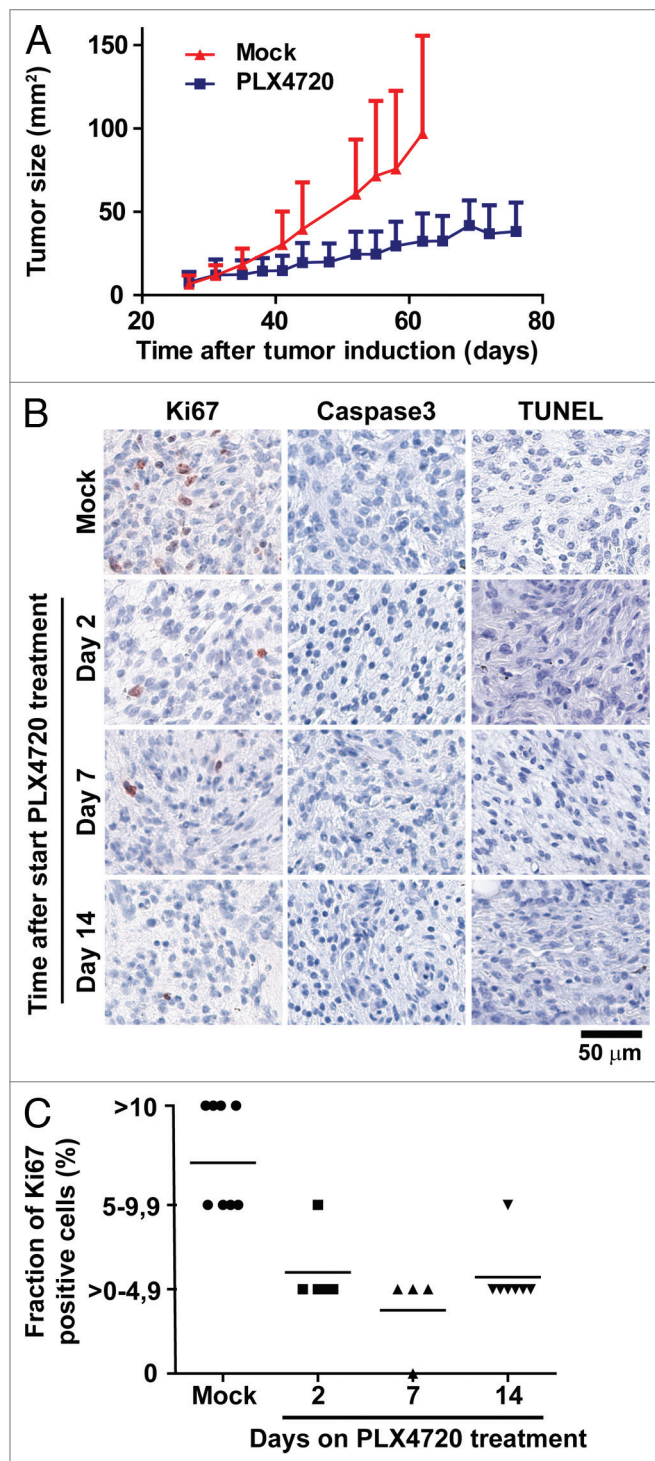 A
Tumor size (mm²)
150
100
50
0
Mock
PLX4720
20
40
60
80
Time after tumor induction (days)
B
Ki67
Caspase3
TUNEL
Mock
Time after start PLX4720 treatment
Day 2
Day 7
Day 14
50 μm
C
Fraction of Ki67
positive cells (%)
>10
5-9,9
>0-4,9
0
Mock
2
7
14
Days on PLX4720 treatment